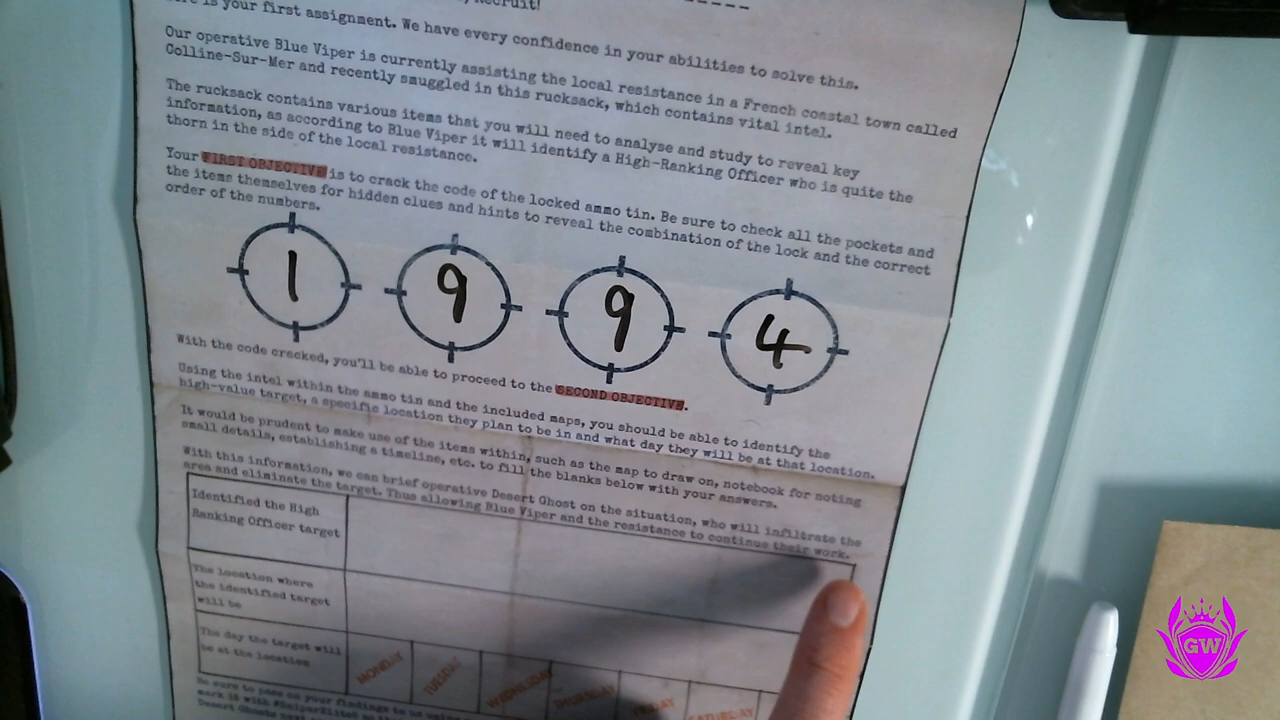 Recruit!
is your first assignment. We have every confidence in your abilities to solve this.
Our operative Blue Viper is currently assisting the local resistance in a French coastal town called
Colline-Sur-Mer and recently smuggled in this rucksack, which contains vital intel.
The rucksack contains various items that you will need to analyse and study to reveal key
information, as according to Blue Viper it will identify a High-Ranking Officer who is quite the
thorn in the side of the local resistance.
Your FIRST OBJECTIVE is to crack the code of the locked ammo tin. Be sure to check all the pockets and
the items themselves for hidden clues and hints to reveal the combination of the lock and the correct
order of the numbers.
1 9 9 4
With the code cracked, you'll be able to proceed to the SECOND OBJECTIVE.
Using the intel within the ammo tin and the included maps, you should be able to identify the
high-value target, a specific location they plan to be in and what day they will be at that location.
It would be prudent to make use of the items within, such as the map to draw on, notebook for noting
small details, establishing a timeline, etc. to fill the blanks below with your answers.
With this information, we can brief operative Desert Ghost on the situation, who will infiltrate the
area and eliminate the target. Thus allowing Blue Viper and the resistance to continue their work.
Identified the High
Ranking Officer target
The location where
the identified target
will be
The day the target will
be at the location
MONDAY TUESDAY WEDNESDAY THURSDAY FRIDAY SATURDAY
Be sure to pass on your findings to us
GW